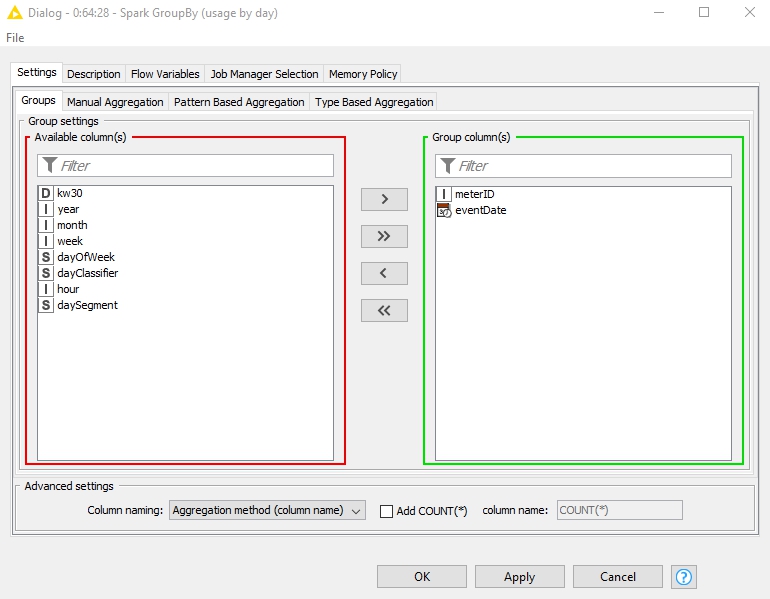 Dialog - 0:64:28 - Spark GroupBy (usage by day)
File
Settings Description Flow Variables Job Manager Selection Memory Policy
Groups Manual Aggregation Pattern Based Aggregation Type Based Aggregation
Group settings
Available column(s)
Filter
D kw30
I year
I month
I week
S dayOfWeek
S dayClassifier
I hour
S daySegment
>
>>
<
<<
Group column(s)
Filter
I meterID
eventDate
Advanced settings
Column naming: Aggregation method (column name) Add COUNT(*) column name: COUNT(*)
OK Apply Cancel ?